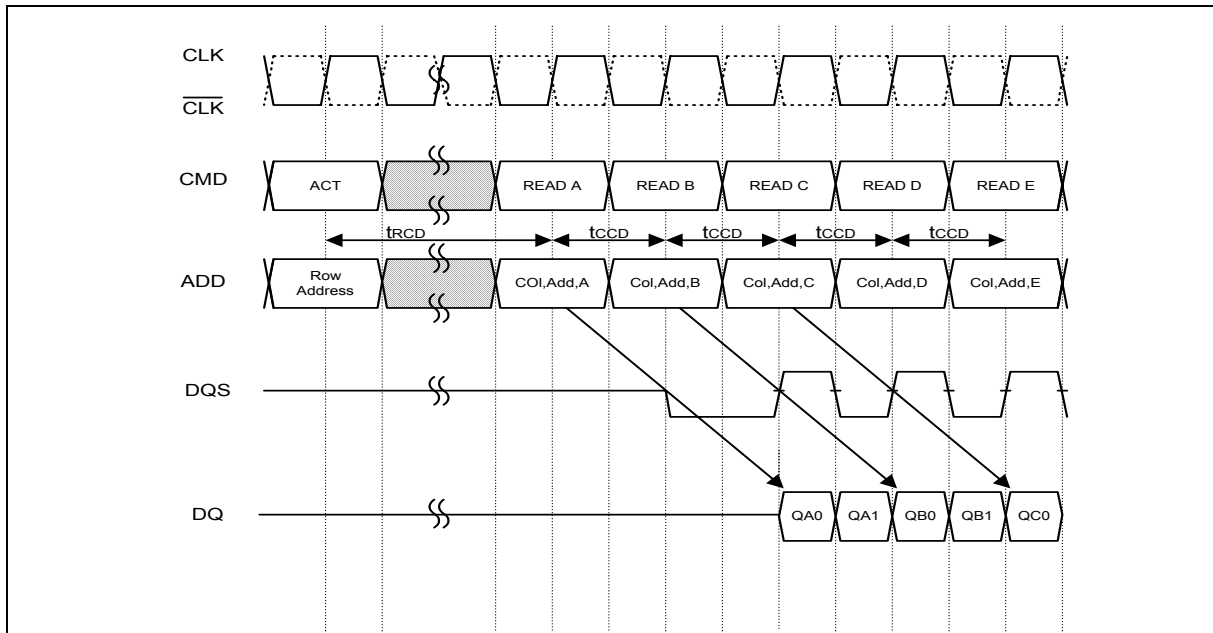 CLK
CLK
CMD
ACT
READ A
READ B
READ C
READ D
READ E
tRCD
tCCD
tCCD
tCCD
tCCD
ADD
Row
Address
COl,Add,A
Col,Add,B
Col,Add,C
Col,Add,D
Col,Add,E
DQS
DQ
QA0
QA1
QB0
QB1
QC0